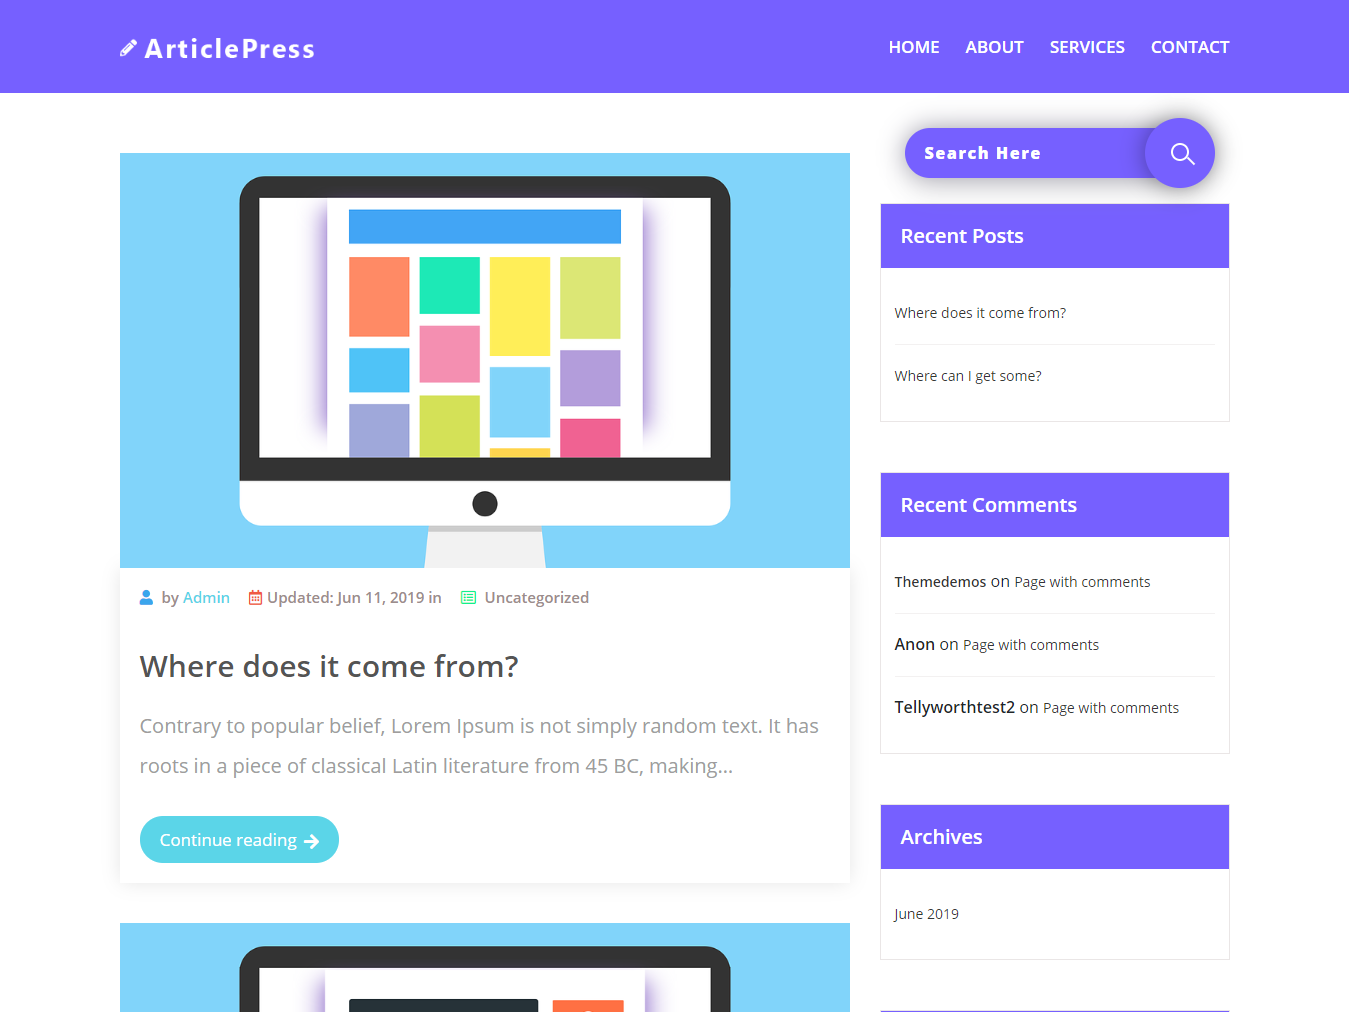 ArticlePress
HOME ABOUT SERVICES CONTACT
Search Here
by Admin Updated: Jun 11, 2019 in Uncategorized
Where does it come from?
Contrary to popular belief, Lorem Ipsum is not simply random text. It has
roots in a piece of classical Latin literature from 45 BC, making...
Continue reading
Recent Posts
Where does it come from?
Where can I get some?
Recent Comments
Themedemos on Page with comments
Anon on Page with comments
Tellyworthtest2 on Page with comments
Archives
June 2019